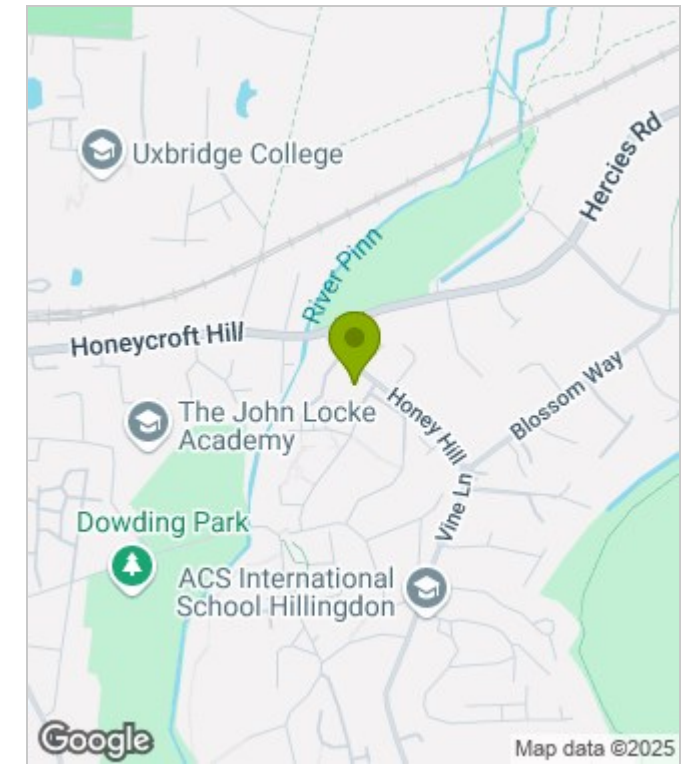 Uxbridge College
Hercies Rd
River Pinn
Honeycroft Hill
The John Locke
Academy
Honey Hill
Blossom Way
Vine Ln
Dowding Park
ACS International
School Hillingdon
Google
Map data ©2025